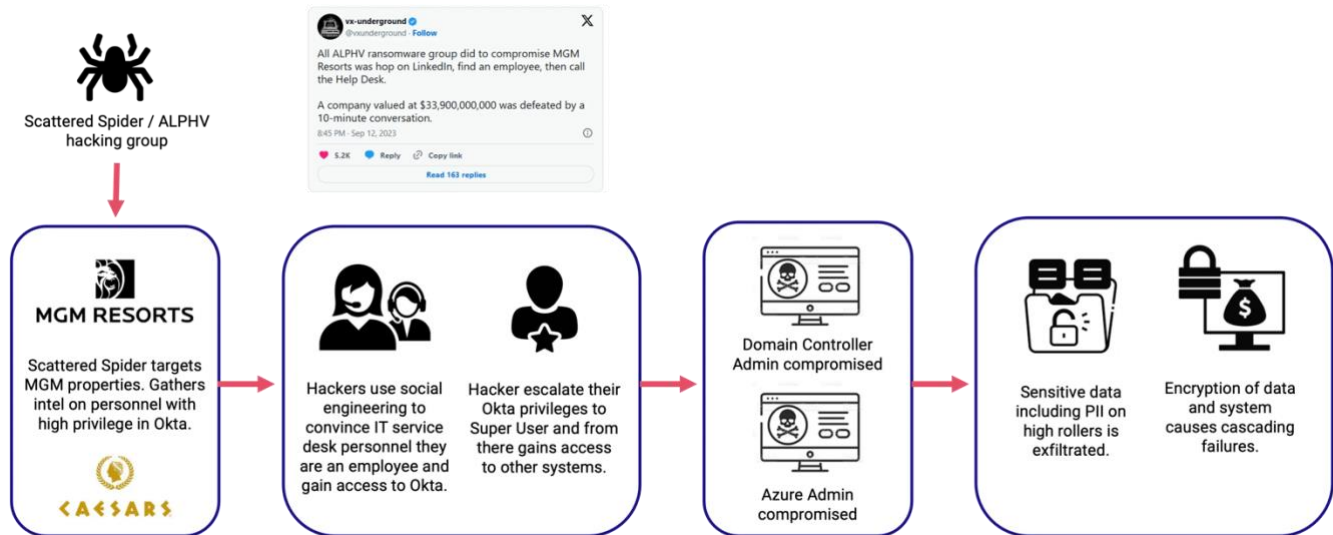 vx-underground
@vxunderground · Follow
X
All ALPHV ransomware group did to compromise MGM
Resorts was hop on LinkedIn, find an employee, then call
the Help Desk.
A company valued at $33,900,000,000 was defeated by a
10-minute conversation.
8:45 PM · Sep 12, 2023
5.2K Reply Copy link
Read 163 replies
Scattered Spider / ALPHV
hacking group
MGM RESORTS
Scattered Spider targets
MGM properties. Gathers
intel on personnel with
high privilege in Okta.
CAESARS
Hackers use social
engineering to
convince IT service
desk personnel they
are an employee and
gain access to Okta.
Hacker escalate their
Okta privileges to
Super User and from
there gains access
to other systems.
Domain Controller
Admin compromised
Azure Admin
compromised
Sensitive data
including PII on
high rollers is
exfiltrated.
$
Encryption of data
and system
causes cascading
failures.